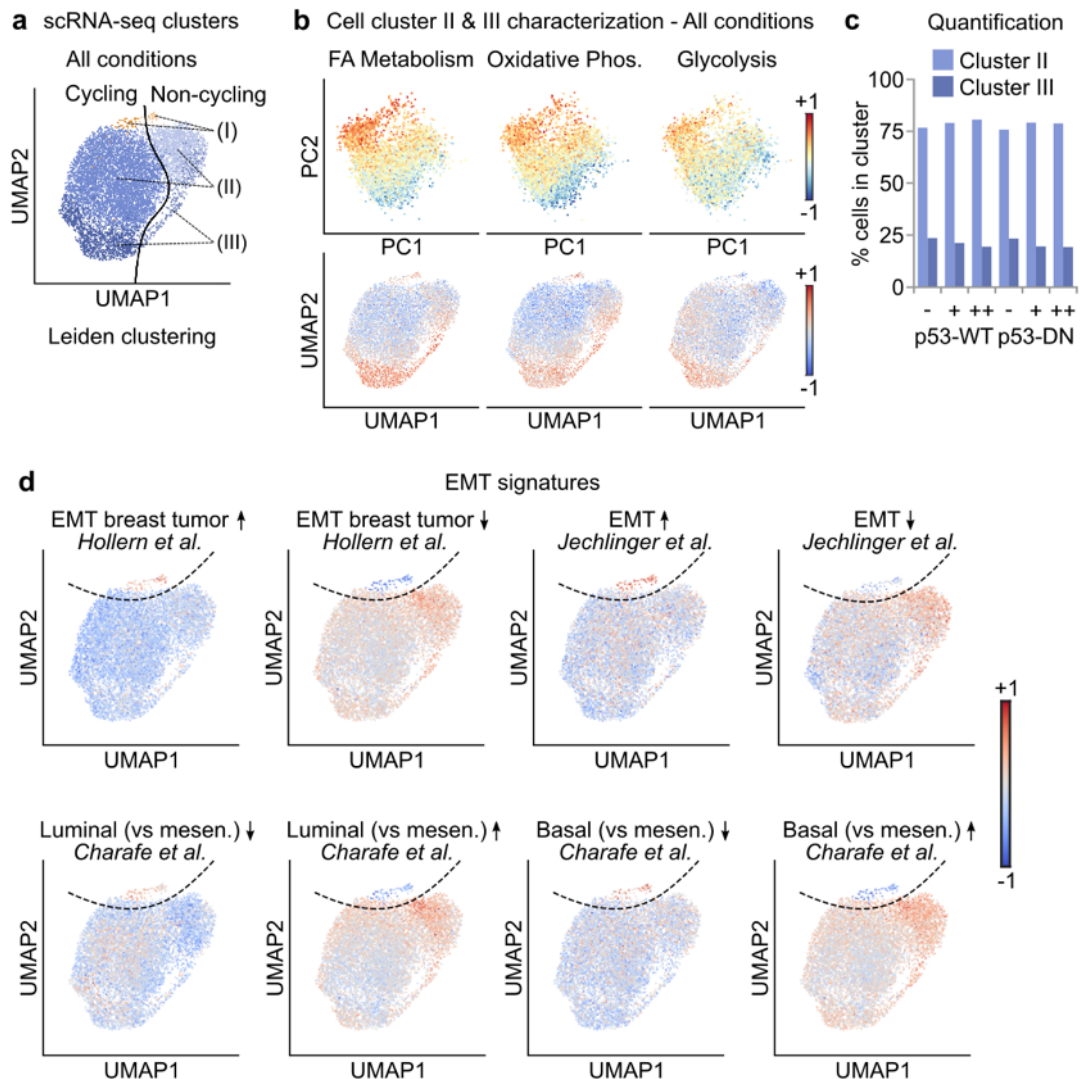 a scRNA-seq clusters
All conditions
Cycling Non-cycling
(I)
(II)
(III)
UMAP2
UMAP1
Leiden clustering
b Cell cluster II & III characterization - All conditions
FA Metabolism Oxidative Phos. Glycolysis
PC2
+1
-1
PC1 PC1 PC1
UMAP2
+1
-1
UMAP1 UMAP1 UMAP1
c Quantification
Cluster II
Cluster III
% cells in cluster
100
75
50
25
0
- + ++ - + ++
p53-WT p53-DN
d EMT signatures
EMT breast tumor ↑ EMT breast tumor ↓ EMT ↑ EMT ↓
Hollern et al. Hollern et al. Jechlinger et al. Jechlinger et al.
UMAP2 UMAP2 UMAP2 UMAP2
UMAP1 UMAP1 UMAP1 UMAP1
+1
-1
Luminal (vs mesen.) ↓ Luminal (vs mesen.) ↑ Basal (vs mesen.) ↓ Basal (vs mesen.) ↑
Charafe et al. Charafe et al. Charafe et al. Charafe et al.
UMAP2 UMAP2 UMAP2 UMAP2
UMAP1 UMAP1 UMAP1 UMAP1